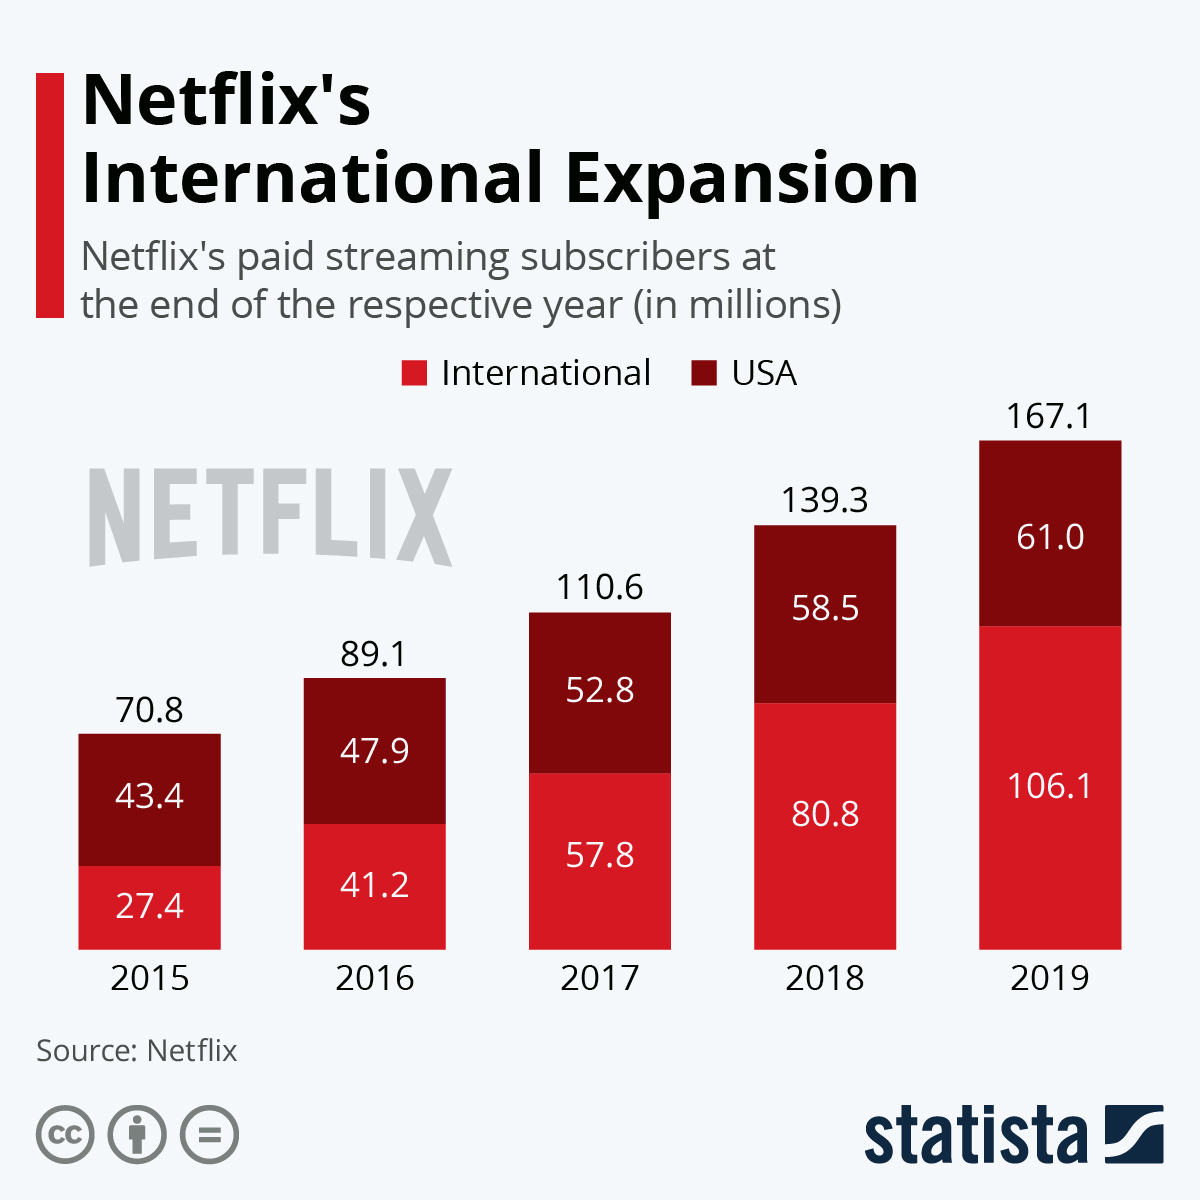 Netflix's
International Expansion
Netflix's paid streaming subscribers at
the end of the respective year (in millions)
International USA
NETFLIX
70.8
43.4
27.4
2015
89.1
47.9
41.2
2016
110.6
52.8
57.8
2017
139.3
58.5
80.8
2018
167.1
61.0
106.1
2019
Source: Netflix
cc
statista